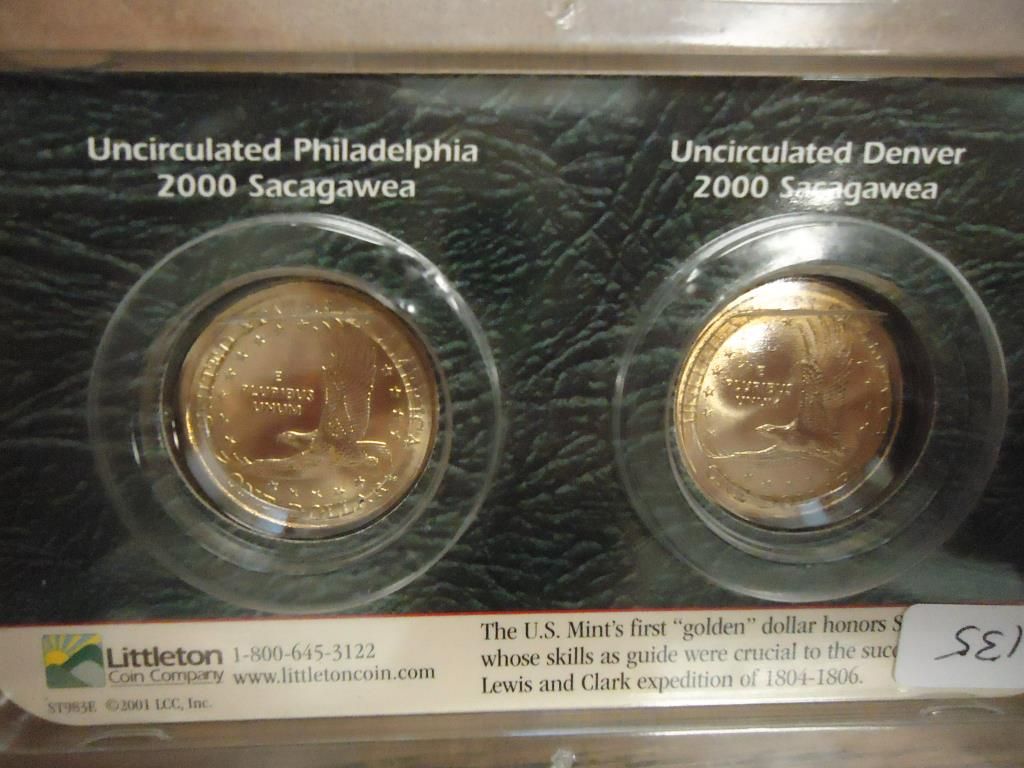 Uncirculated Philadelphia
2000 Sacagawea
Uncirculated Denver
2000 Sacagawea
E
PLURIBUS
UNUM
ONE DOLLAR
E
PLURIBUS
UNUM
Littleton
Coin Company
1-800-645-3122
www.littletoncoin.com
ST983E ©2001 LCC, Inc.
The U.S. Mint's first "golden" dollar honors
whose skills as guide were crucial to the
Lewis and Clark expedition of 1804-1806.
135